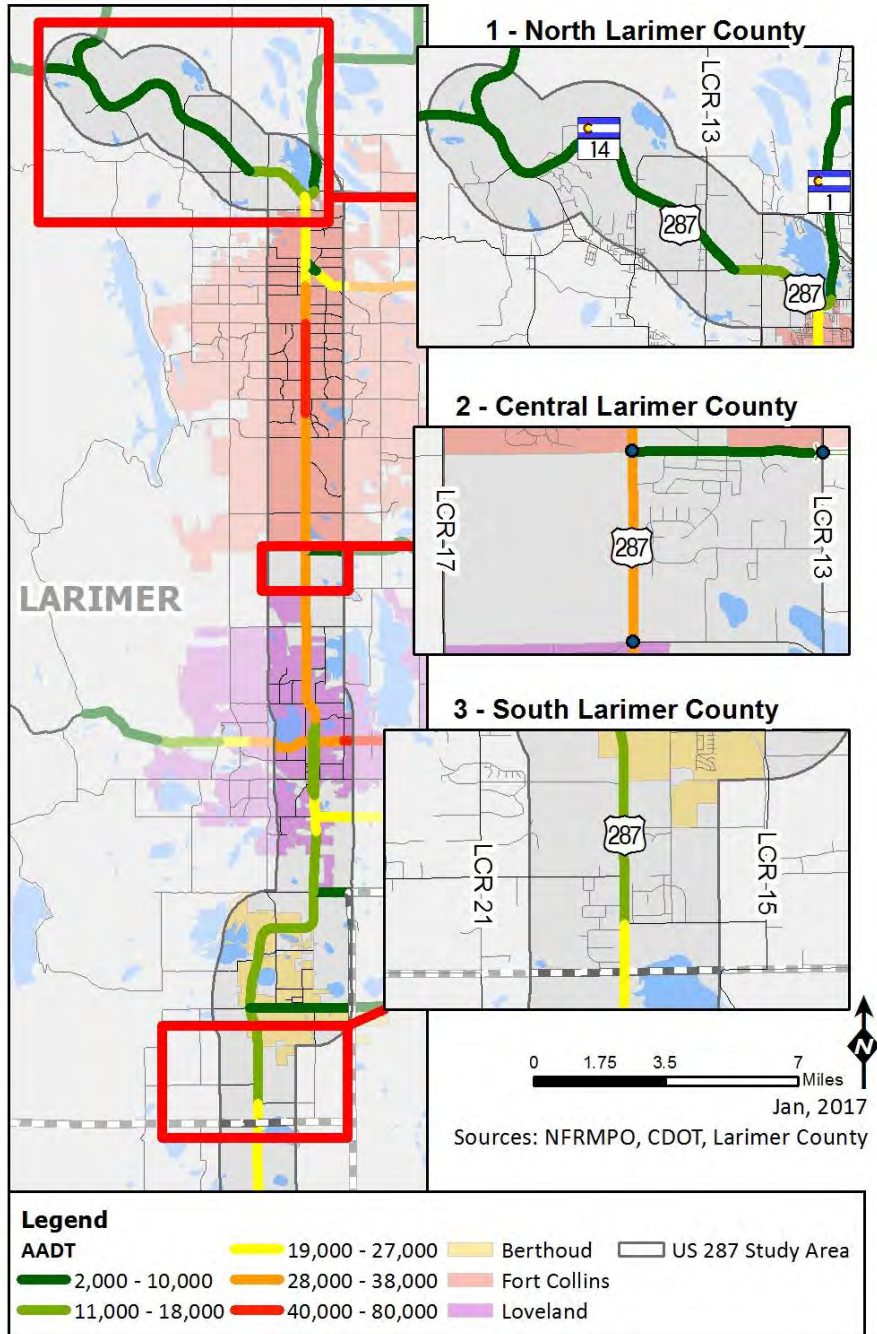 1 - North Larimer County
LCR-13
14
1
287
287
2 - Central Larimer County
LCR-17
287
LCR-13
LARIMER
3 - South Larimer County
LCR-21
287
LCR-15
N
0 1.75 3.5 7
Miles
Jan, 2017
Sources: NFRMPO, CDOT, Larimer County
Legend
AADT
2,000 - 10,000
11,000 - 18,000
19,000 - 27,000
28,000 - 38,000
40,000 - 80,000
Berthoud
Fort Collins
Loveland
US 287 Study Area